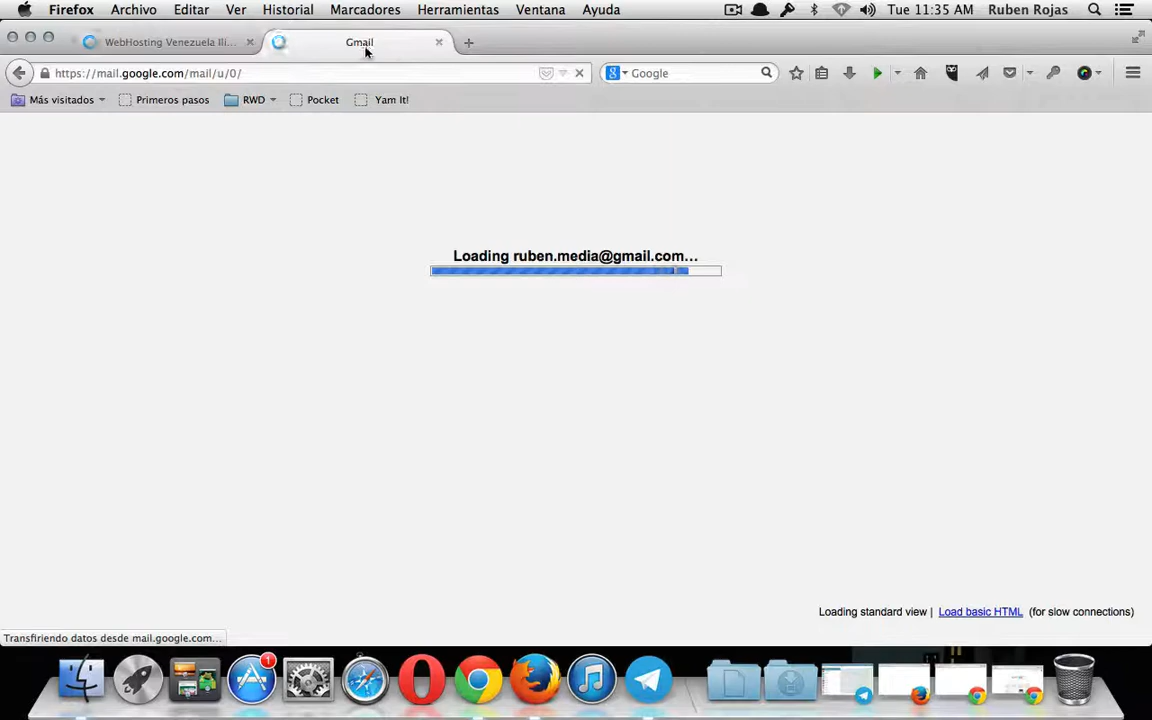 Firefox Archivo Editar Ver Historial Marcadores Herramientas Ventana Ayuda Tue 11:35 AM Ruben Rojas
WebHosting Venezuela Ili... Gmail
https://mail.google.com/mail/u/0/ Google
Más visitados Primeros pasos RWD Pocket Yam It!
Loading ruben.media@gmail.com...
Loading standard view | Load basic HTML (for slow connections)
Transfiriendo datos desde mail.google.com...
1